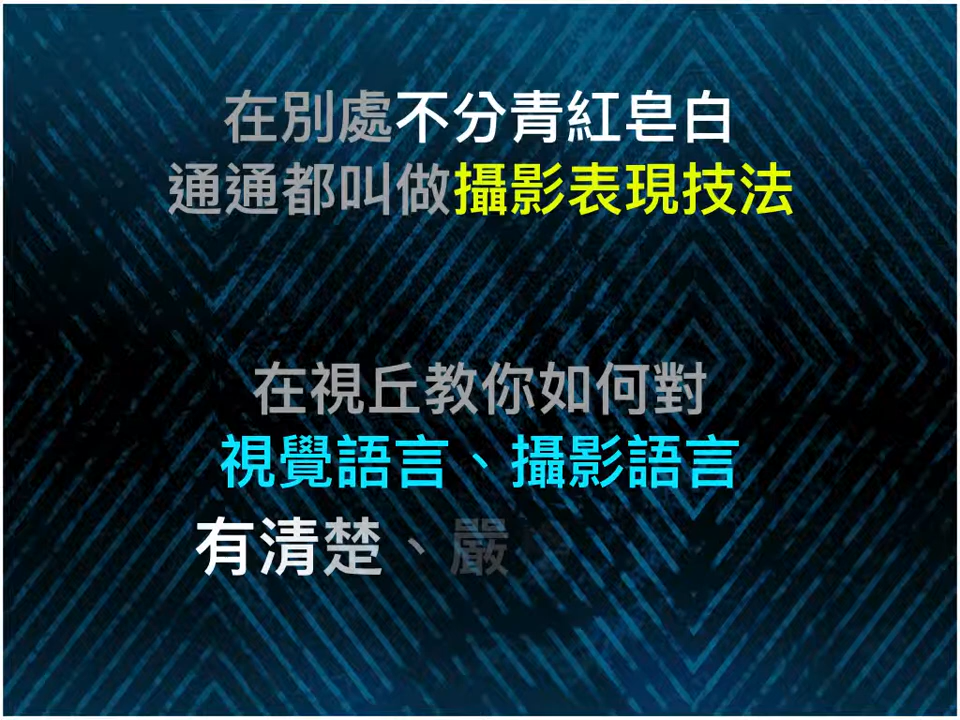 在別處不分青紅皂白
通通都叫做攝影表現技法
在視丘教你如何對
視覺語言、攝影語言
有清楚、嚴